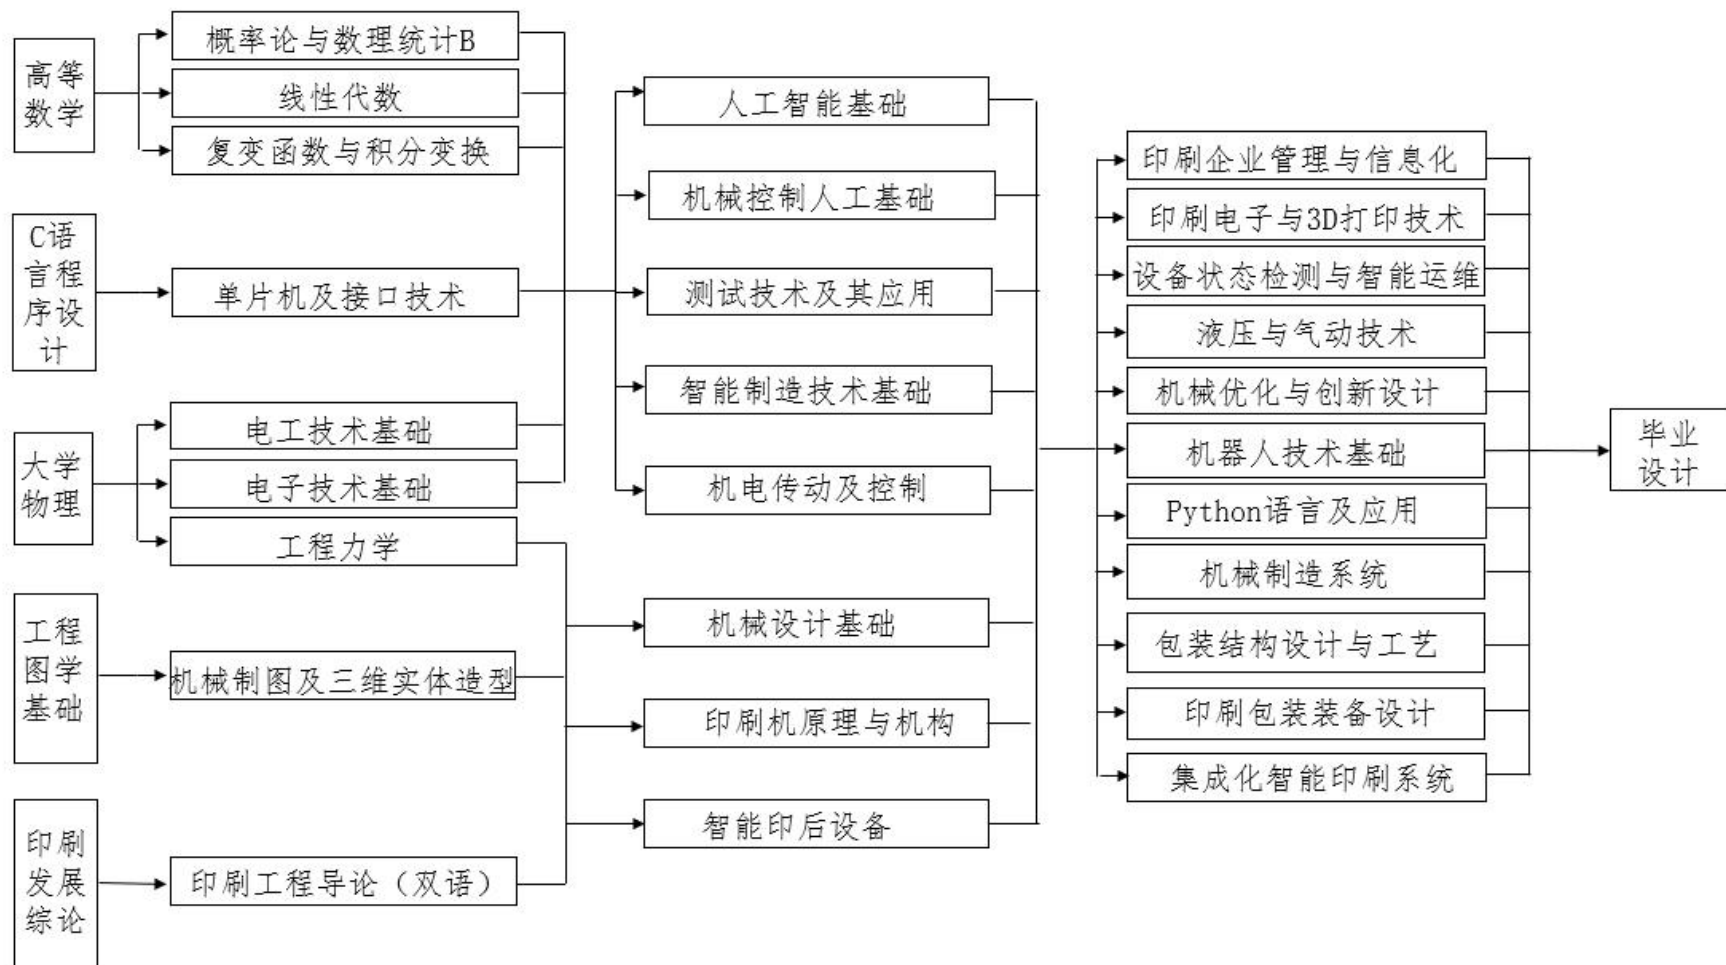 高等
数学
C语
言程
序设
计
大学
物理
工程
图学
基础
印刷
发展
综论
概率论与数理统计B
线性代数
复变函数与积分变换
单片机及接口技术
电工技术基础
电子技术基础
工程力学
机械制图及三维实体造型
印刷工程导论（双语）
人工智能基础
机械控制人工基础
测试技术及其应用
智能制造技术基础
机电传动及控制
机械设计基础
印刷机原理与机构
智能印后设备
印刷企业管理与信息化
印刷电子与3D打印技术
设备状态检测与智能运维
液压与气动技术
机械优化与创新设计
机器人技术基础
Python语言及应用
机械制造系统
包装结构设计与工艺
印刷包装装备设计
集成化智能印刷系统
毕业
设计